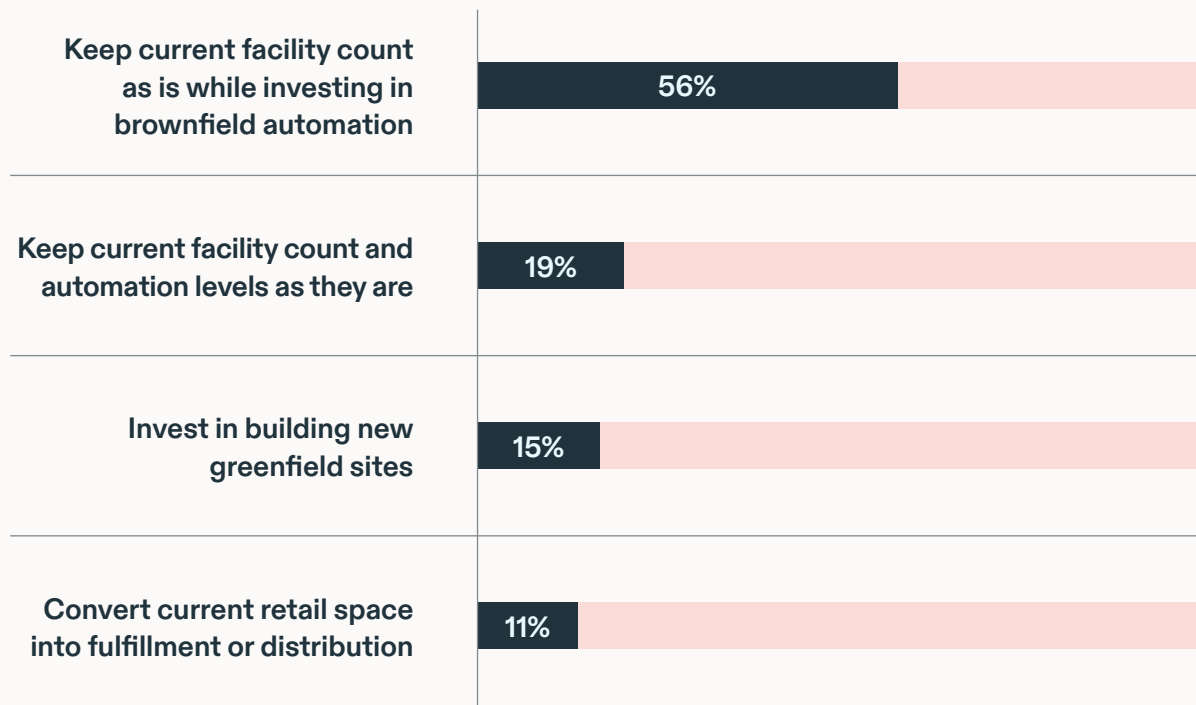 Keep current facility count
as is while investing in
brownfield automation
56%
Keep current facility count and
automation levels as they are
19%
Invest in building new
greenfield sites
15%
Convert current retail space
into fulfillment or distribution
11%